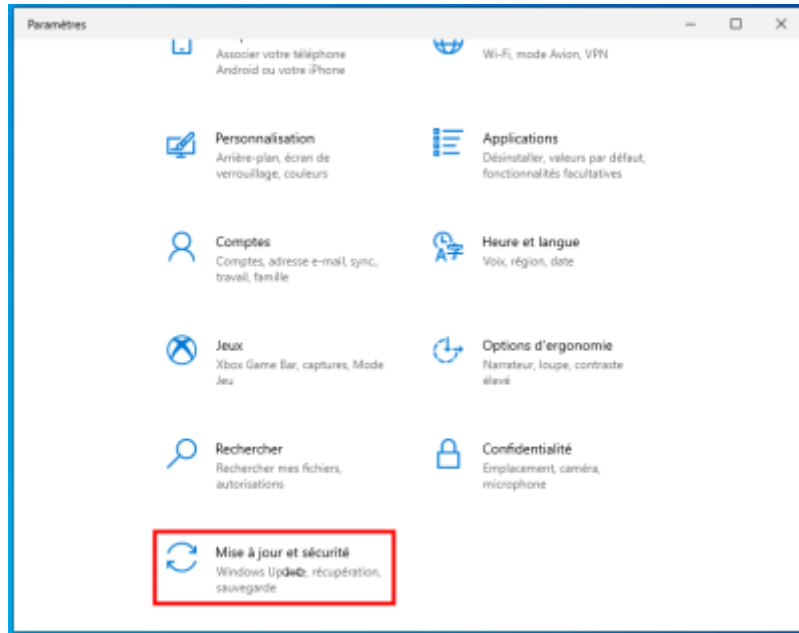 Paramètres
Associer votre téléphone
Android ou votre iPhone
Wi-Fi, mode Avion, VPN
Personnalisation
Arrière-plan, écran de
verrouillage, couleurs
Applications
Désinstaller, valeurs par défaut,
fonctionnalités facultatives
Comptes
Comptes, adresse e-mail, sync.,
travail, famille
Heure et langue
Voix, région, date
Jeux
Xbox Game Bar, captures, Mode
Jeu
Options d'ergonomie
Narrateur, loupe, contraste
élevé
Rechercher
Rechercher mes fichiers,
autorisations
Confidentialité
Emplacement, caméra,
microphone
Mise à jour et sécurité
Windows Update, récupération,
sauvegarde